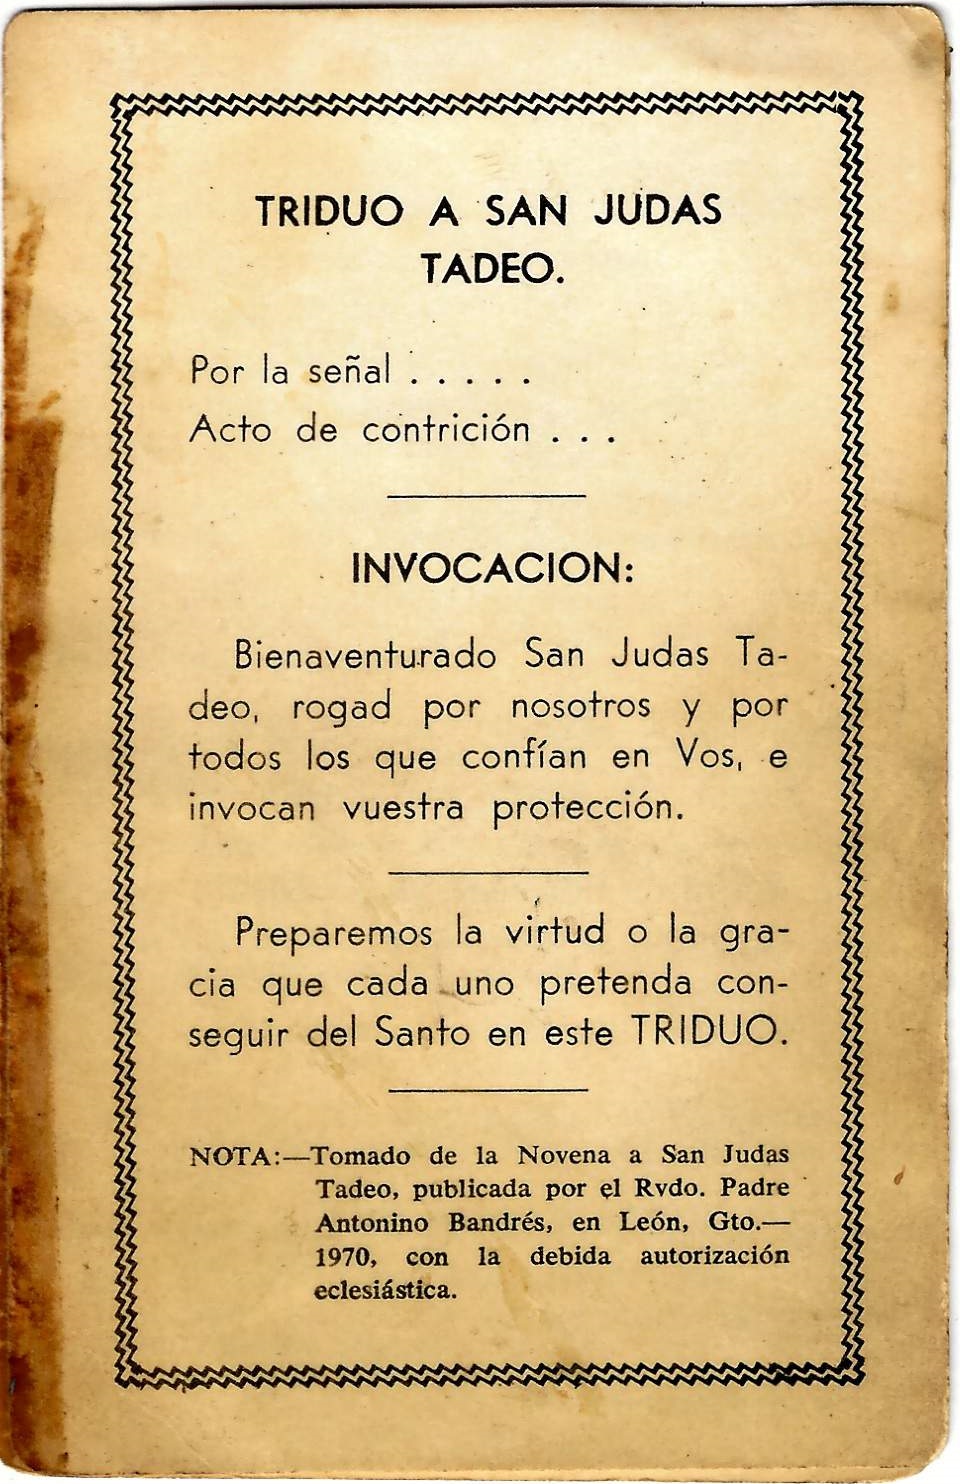 TRIDUO A SAN JUDAS
TADEO.
Por la señal . . . . .
Acto de contrición . . .
INVOCACION:
Bienaventurado San Judas Ta-
deo, rogad por nosotros y por
todos los que confían en Vos, e
invocan vuestra protección.
Preparemos la virtud o la gra-
cia que cada uno pretenda con-
seguir del Santo en este TRIDUO.
NOTA:—Tomado de la Novena a San Judas
Tadeo, publicada por el Rvdo. Padre
Antonino Bandrés, en León, Gto.—
1970, con la debida autorización
eclesiástica.